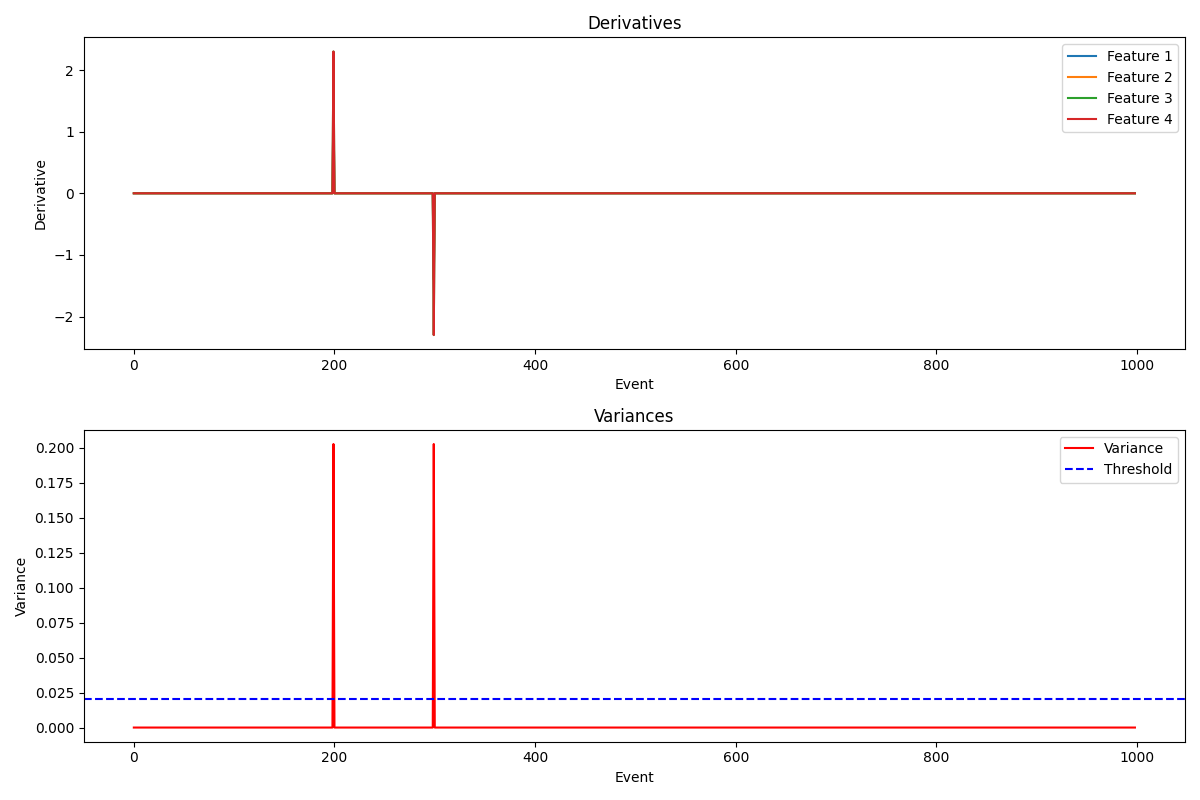 Derivatives
Feature 1
Feature 2
Feature 3
Feature 4
2
1
0
−1
−2
Derivative
0 200 400 600 800 1000
Event
Variances
Variance
Threshold
0.200
0.175
0.150
0.125
0.100
0.075
0.050
0.025
0.000
Variance
0 200 400 600 800 1000
Event